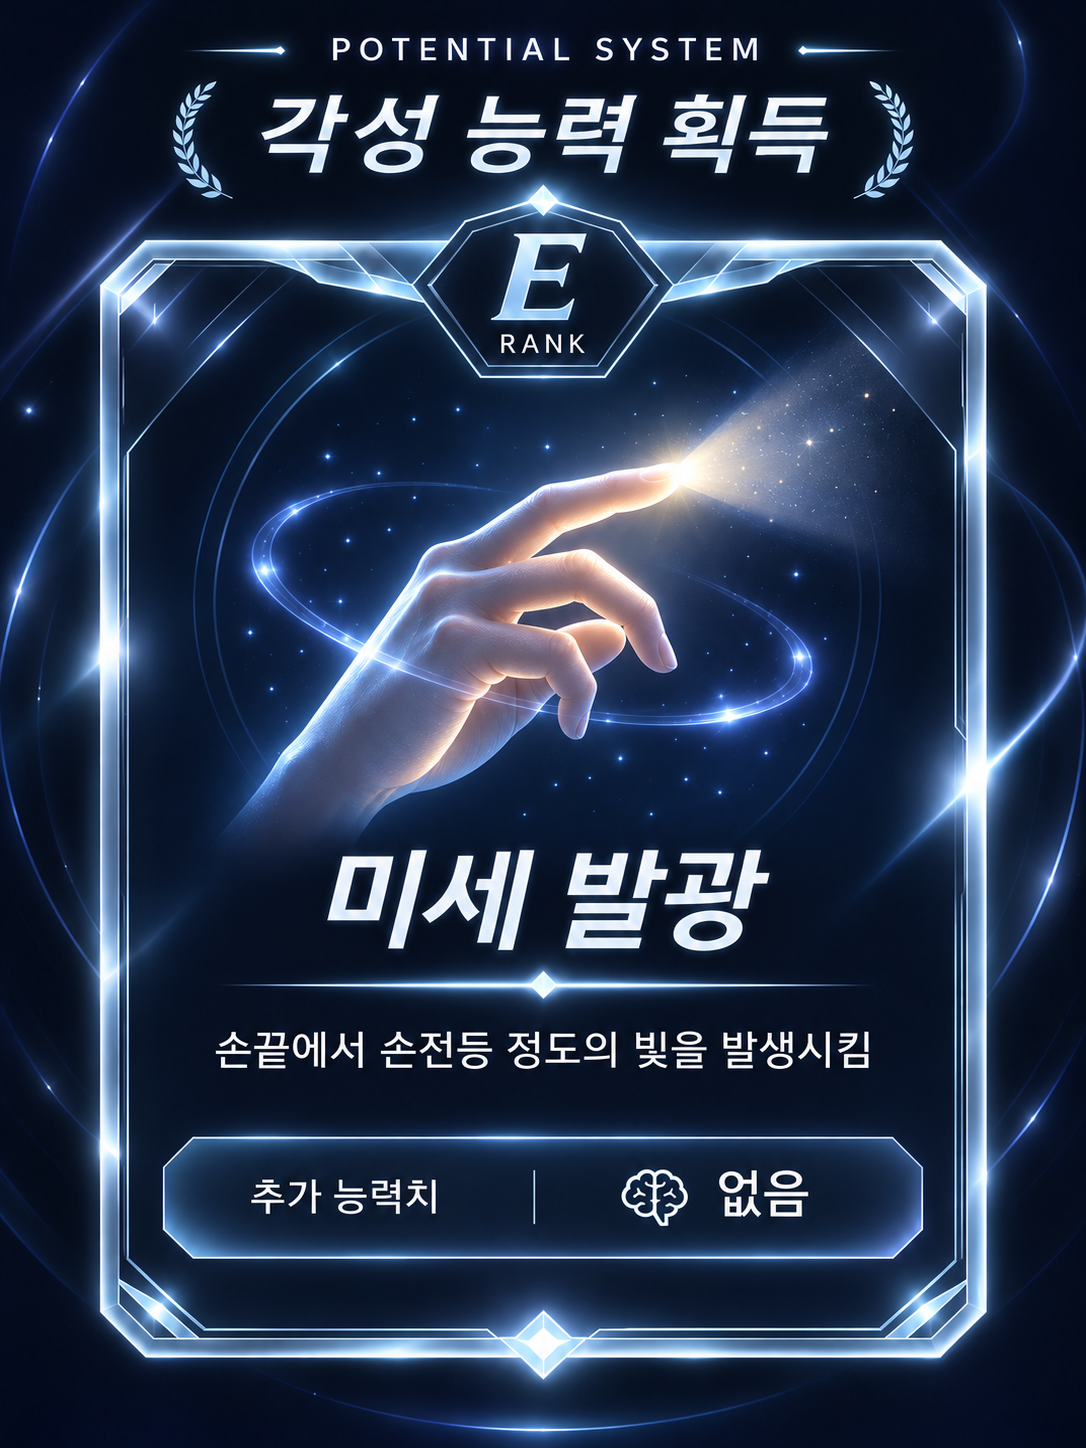 POTENTIAL SYSTEM
각성 능력 획득
E
RANK
미세 발광
손끝에서 손전등 정도의 빛을 발생시킴
추가 능력치
없음